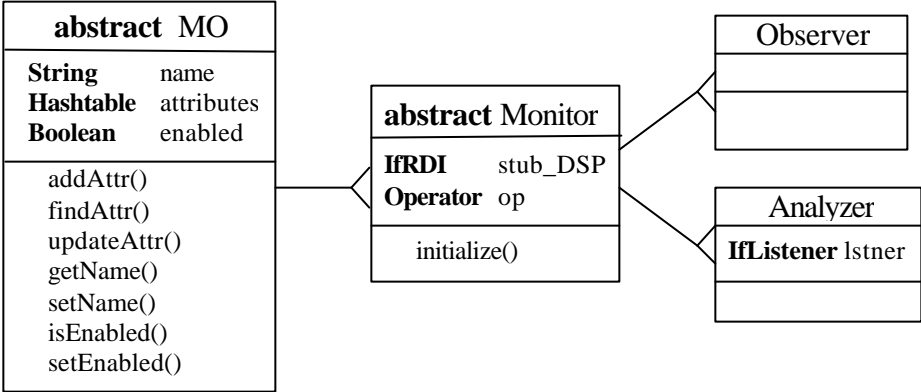 abstract MO
String name
Hashtable attributes
Boolean enabled
addAttr()
findAttr()
updateAttr()
getName()
setName()
isEnabled()
setEnabled()
abstract Monitor
IfRDI stub_DSP
Operator op
initialize()
Observer
Analyzer
IfListener lstner